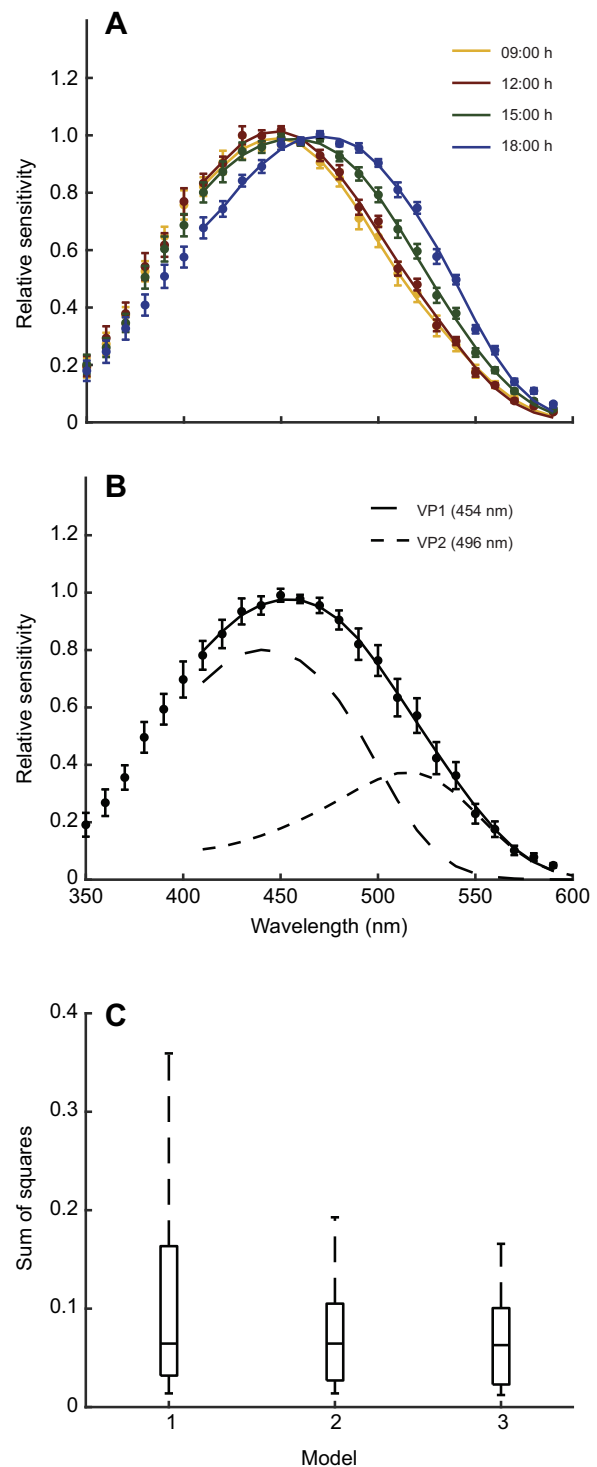 A
09:00 h
12:00 h
15:00 h
18:00 h
1.2
1.0
0.8
0.6
0.4
0.2
0
Relative sensitivity
B
VP1 (454 nm)
VP2 (496 nm)
1.2
1.0
0.8
0.6
0.4
0.2
0
Relative sensitivity
350 400 450 500 550 600
Wavelength (nm)
C
0.4
0.3
0.2
0.1
0
Sum of squares
1 2 3
Model